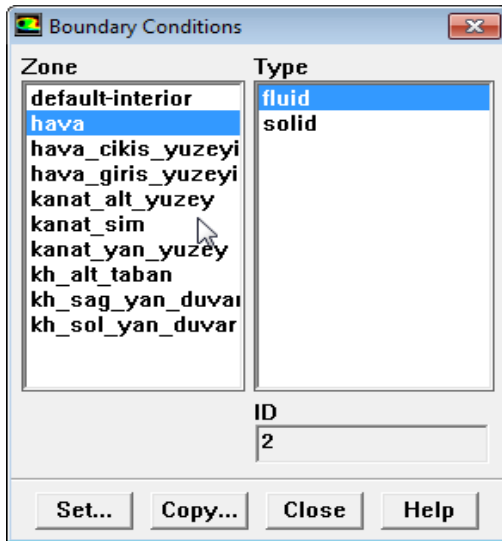 Boundary Conditions
Zone
default-interior
hava
hava_cikis_yuzeyi
hava_giris_yuzeyi
kanat_alt_yuzey
kanat_sim
kanat_yan_yuzey
kh_alt_taban
kh_sag_yan_duvar
kh_sol_yan_duvar
Type
fluid
solid
ID
2
Set...
Copy...
Close
Help